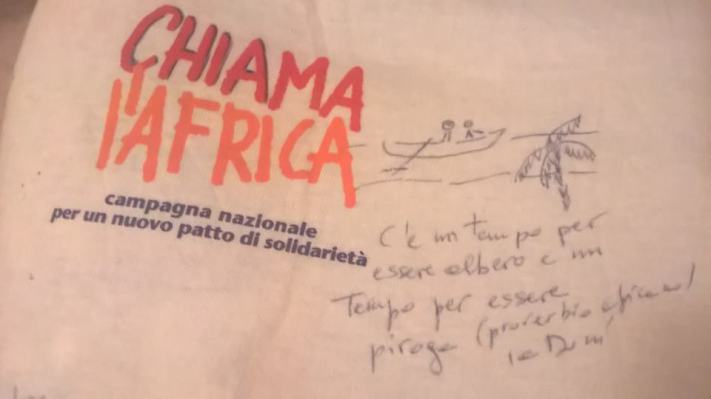 CHIAMA
l'AFRICA
campagna nazionale
per un nuovo patto di solidarietà
C'è un tempo per
essere albero e un
Tempo per essere
piroga (proverbio africano)